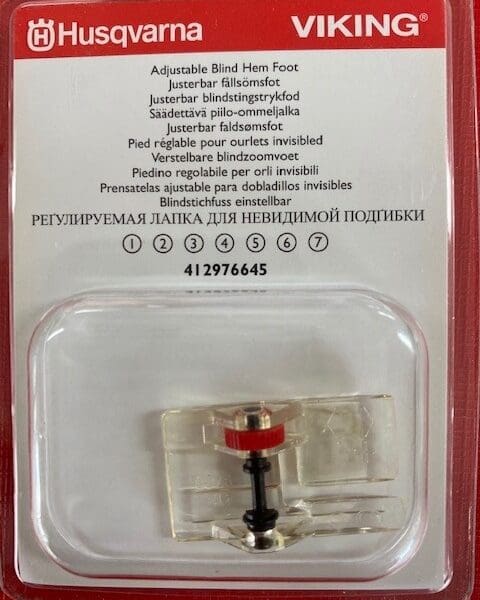 Husqvarna VIKING®
Adjustable Blind Hem Foot
Justerbar fållsömsfot
Justerbar blindstingstrykfod
Säädettävä piilo-ommeljalka
Justerbar faldsømsfot
Pied réglable pour ourlets invisibled
Verstelbare blindzoomvoet
Piedino regolabile per orli invisibili
Prensatelas ajustable para dobladillos invisibles
Blindstichfuss einstellbar
РЕГУЛИРУЕМАЯ ЛАПКА ДЛЯ НЕВИДИМОЙ ПОДГИБКИ
① ② ③ ④ ⑤ ⑥ ⑦
412976645